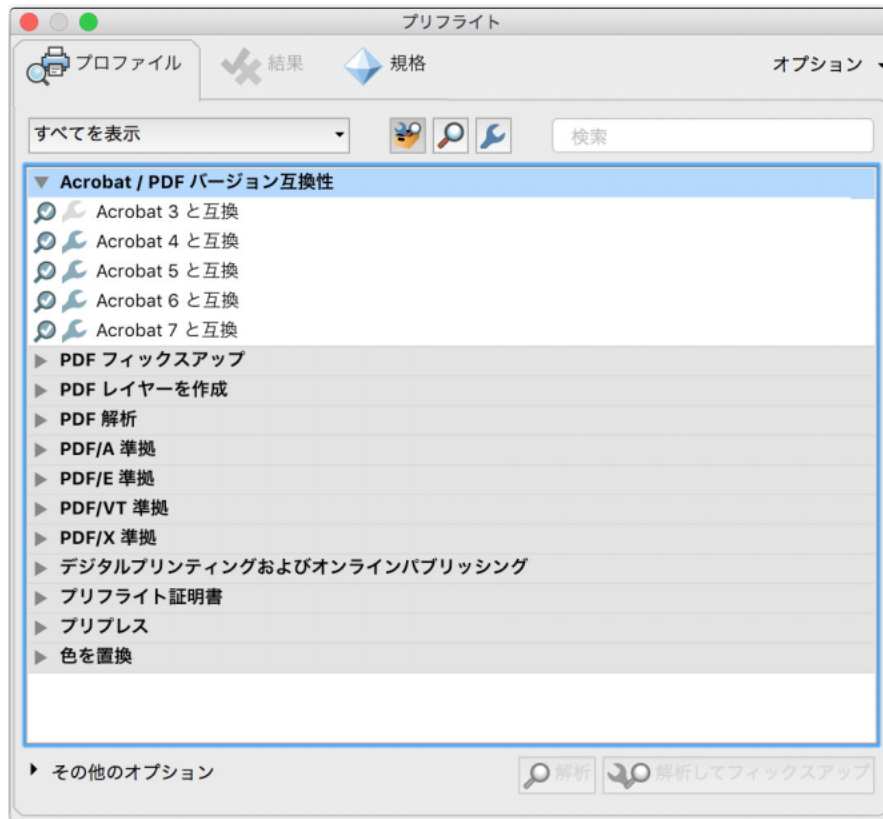 プリフライト
プロファイル 結果 規格 オプション
すべてを表示 検索
Acrobat / PDF バージョン互換性
Acrobat 3 と互換
Acrobat 4 と互換
Acrobat 5 と互換
Acrobat 6 と互換
Acrobat 7 と互換
PDF フィックスアップ
PDF レイヤーを作成
PDF 解析
PDF/A 準拠
PDF/E 準拠
PDF/VT 準拠
PDF/X 準拠
デジタルプリンティングおよびオンラインパブリッシング
プリフライト証明書
プリプレス
色を置換
その他のオプション 解析 解析してフィックスアップ